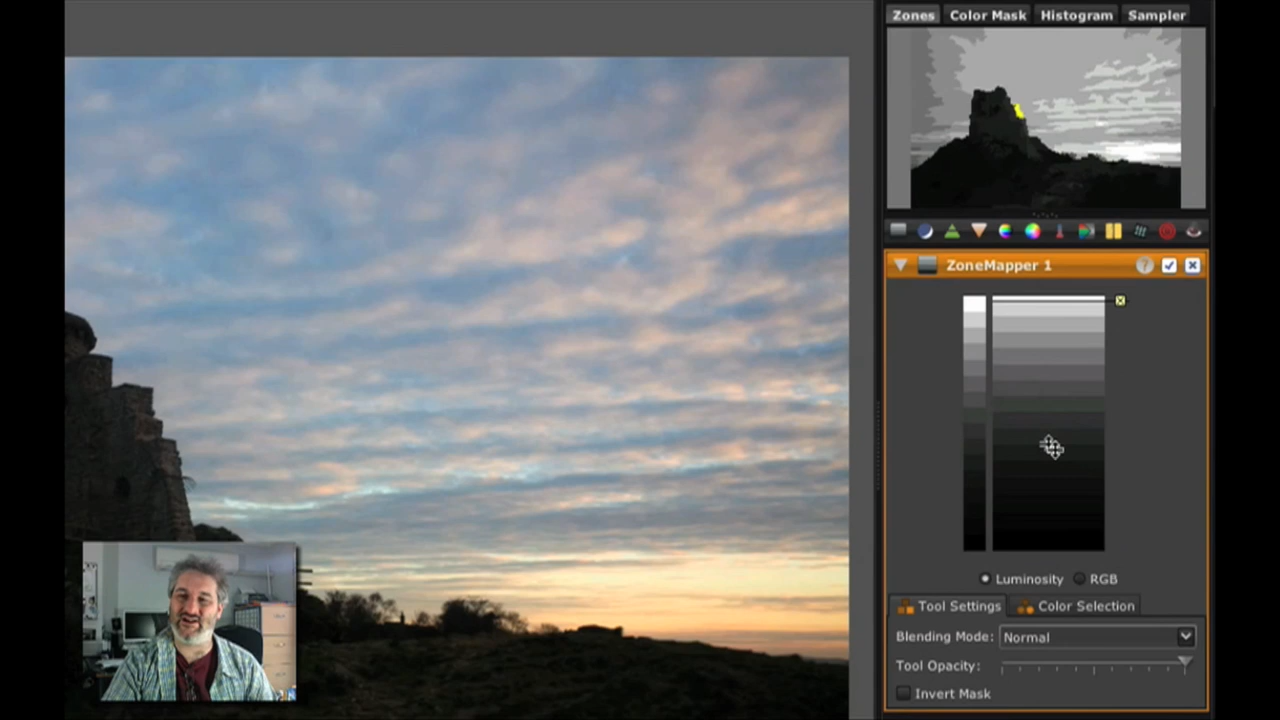 Zones Color Mask Histogram Sampler
ZoneMapper 1
Luminosity RGB
Tool Settings Color Selection
Blending Mode: Normal
Tool Opacity:
Invert Mask